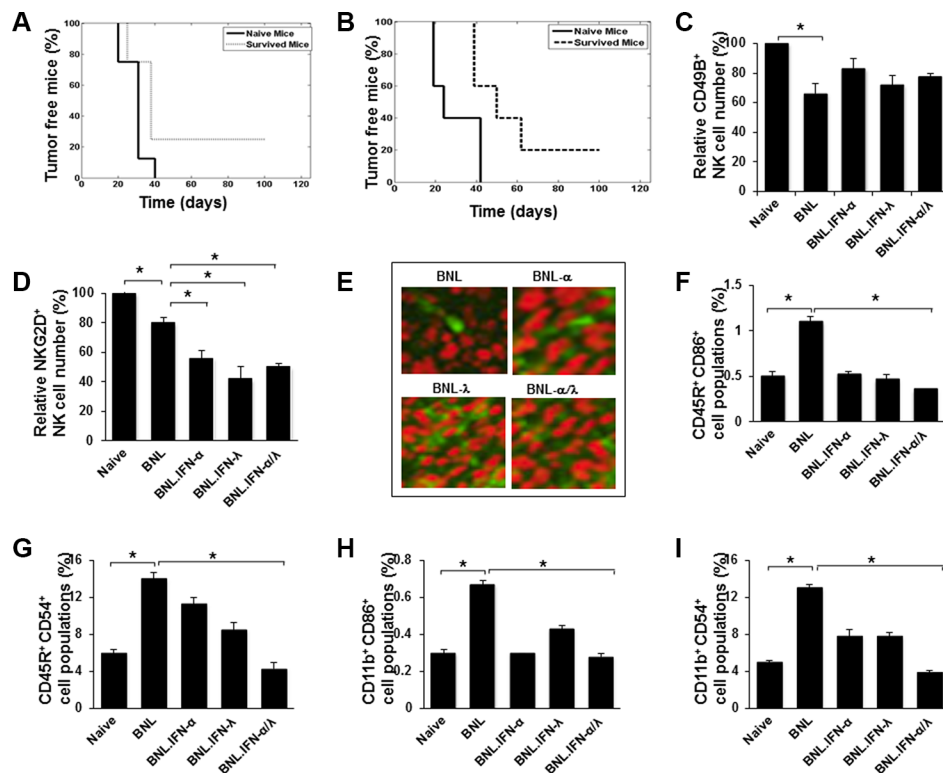 A
Tumor free mice (%)
100
80
60
40
20
0
0 20 40 60 80 100 120
Time (days)
Naive Mice
Survived Mice
B
Tumor free mice (%)
100
80
60
40
20
0
0 20 40 60 80 100 120
Time (days)
Naive Mice
Survived Mice
C
Relative CD49B+
NK cell number (%)
100
80
60
40
20
0
*
Naive
BNL
BNL.IFN-α
BNL.IFN-λ
BNL.IFN-α/λ
D
Relative NKG2D+
NK cell number (%)
100
80
60
40
20
0
*
*
*
*
Naive
BNL
BNL.IFN-α
BNL.IFN-λ
BNL.IFN-α/λ
E
BNL
BNL-α
BNL-λ
BNL-α/λ
F
CD45R+ CD86+
cell populations (%)
1.5
1
0.5
0
*
*
Naive
BNL
BNL.IFN-α
BNL.IFN-λ
BNL.IFN-α/λ
G
CD45R+ CD54+
cell populations (%)
16
12
8
4
0
*
*
Naive
BNL
BNL.IFN-α
BNL.IFN-λ
BNL.IFN-α/λ
H
CD11b+ CD86+
cell populations (%)
0.8
0.6
0.4
0.2
0
*
*
Naive
BNL
BNL.IFN-α
BNL.IFN-λ
BNL.IFN-α/λ
I
CD11b+ CD54+
cell populations (%)
16
12
8
4
0
*
*
Naive
BNL
BNL.IFN-α
BNL.IFN-λ
BNL.IFN-α/λ